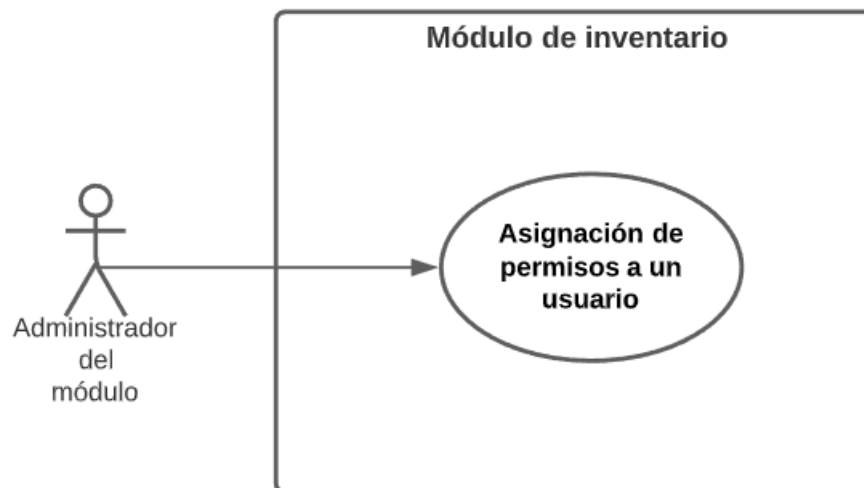 Módulo de inventario
Asignación de
permisos a un
usuario
Administrador
del
módulo